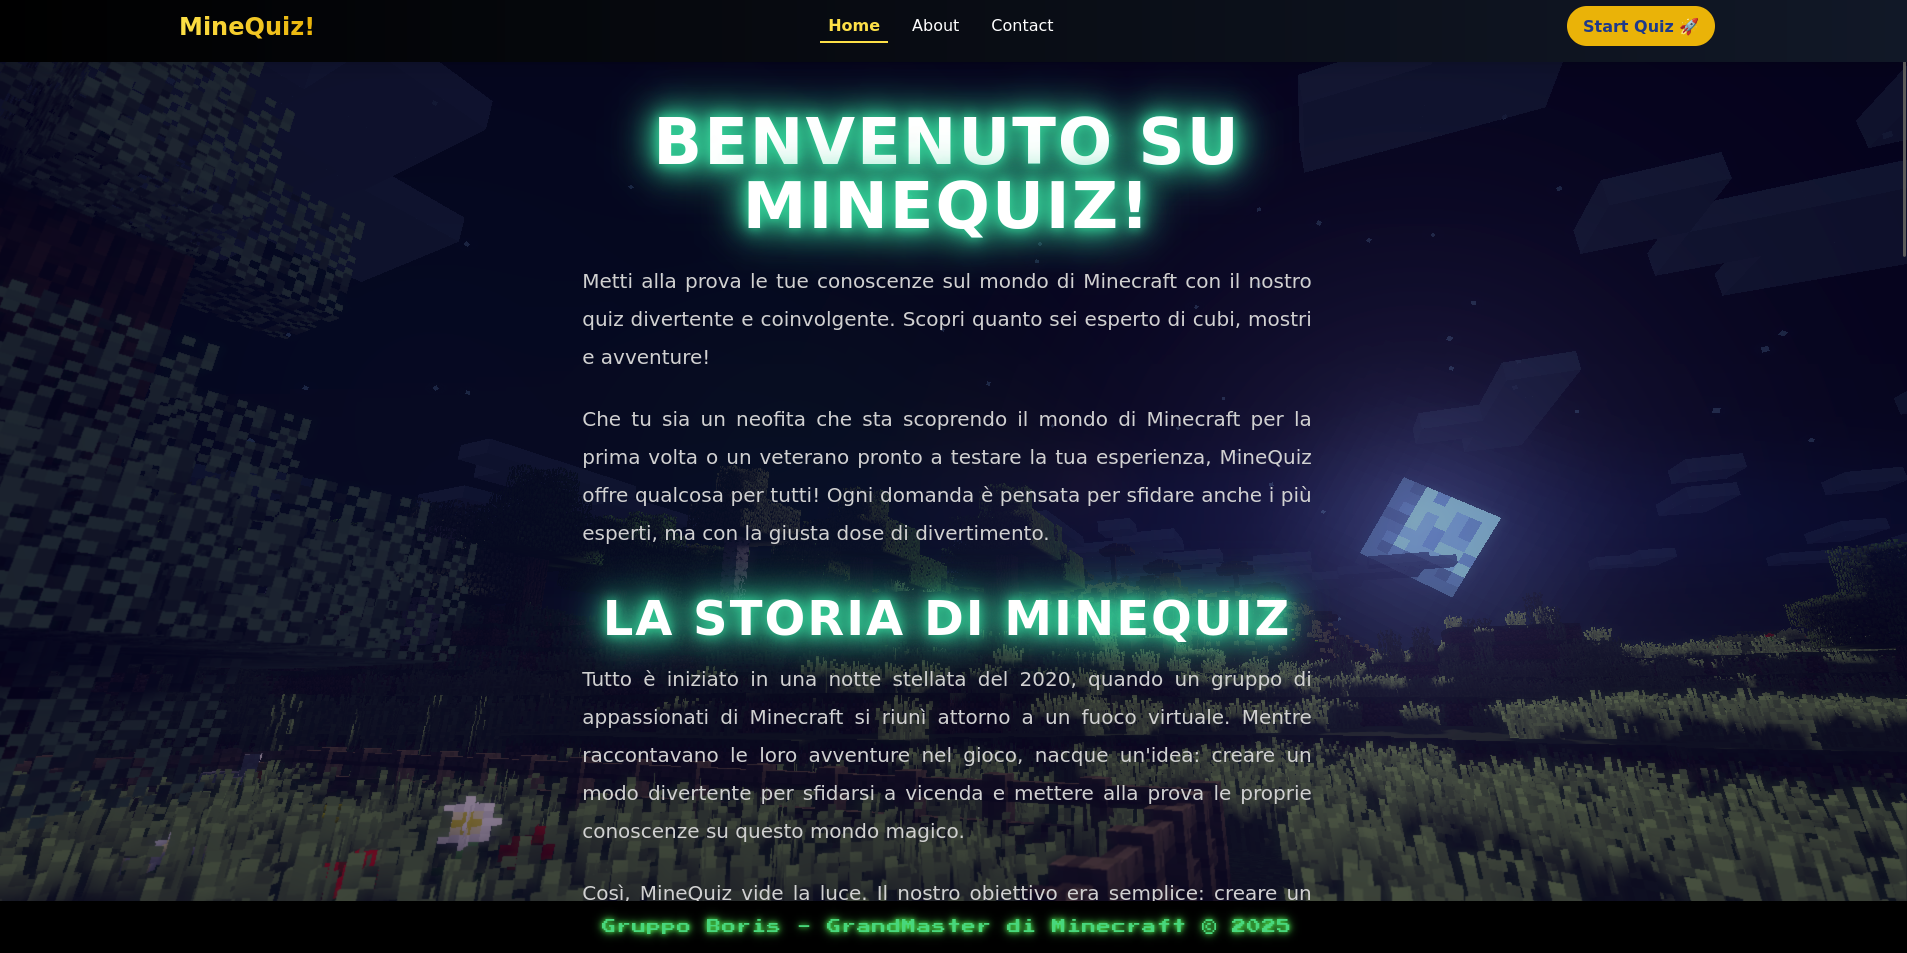 MineQuiz!
Home
About
Contact
Start Quiz 🚀
BENVENUTO SU
MINEQUIZ!
Metti alla prova le tue conoscenze sul mondo di Minecraft con il nostro
quiz divertente e coinvolgente. Scopri quanto sei esperto di cubi, mostri
e avventure!
Che tu sia un neofita che sta scoprendo il mondo di Minecraft per la
prima volta o un veterano pronto a testare la tua esperienza, MineQuiz
offre qualcosa per tutti! Ogni domanda è pensata per sfidare anche i più
esperti, ma con la giusta dose di divertimento.
LA STORIA DI MINEQUIZ
Tutto è iniziato in una notte stellata del 2020, quando un gruppo di
appassionati di Minecraft si riunì attorno a un fuoco virtuale. Mentre
raccontavano le loro avventure nel gioco, nacque un'idea: creare un
modo divertente per sfidarsi a vicenda e mettere alla prova le proprie
conoscenze su questo mondo magico.
Così, MineQuiz vide la luce. Il nostro obiettivo era semplice: creare un
Gruppo Boris - GrandMaster di Minecraft © 2025